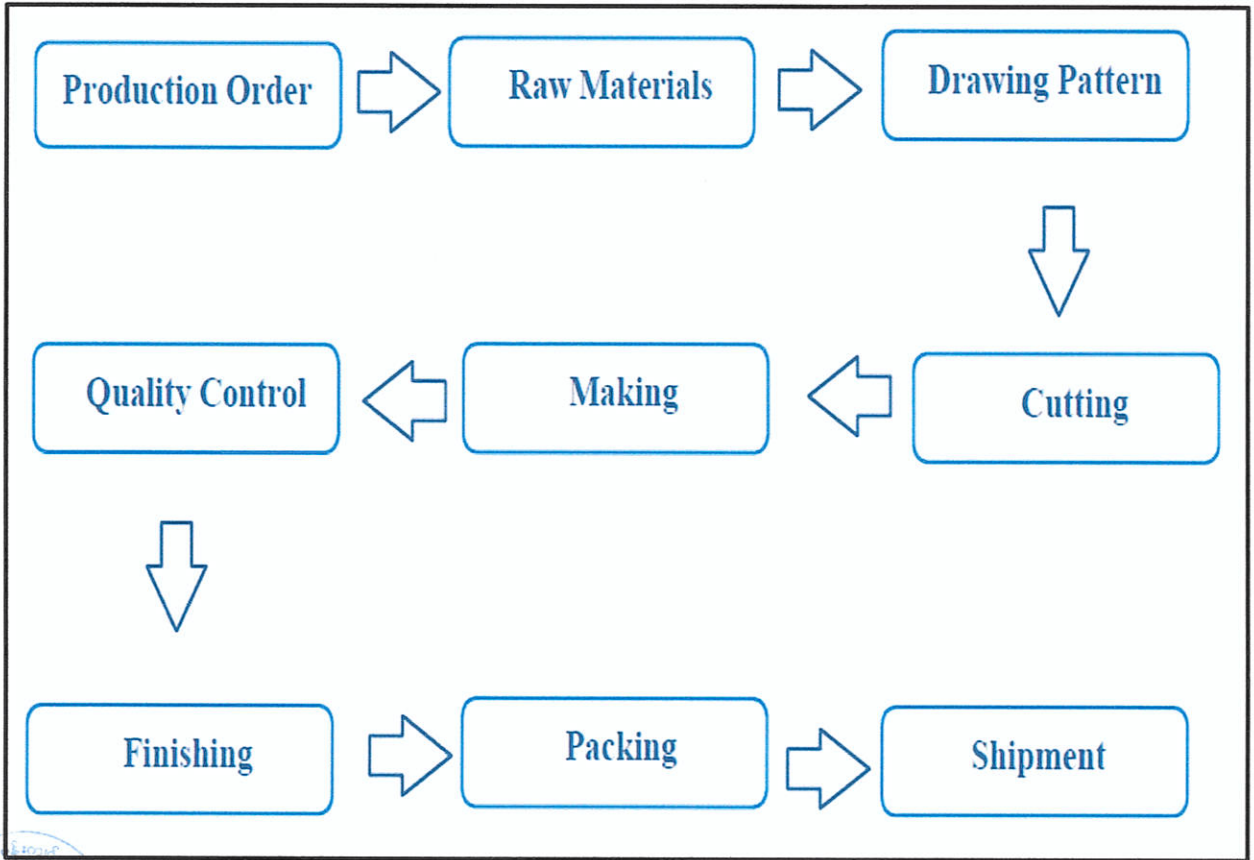 Production Order
Raw Materials
Drawing Pattern
Cutting
Making
Quality Control
Finishing
Packing
Shipment